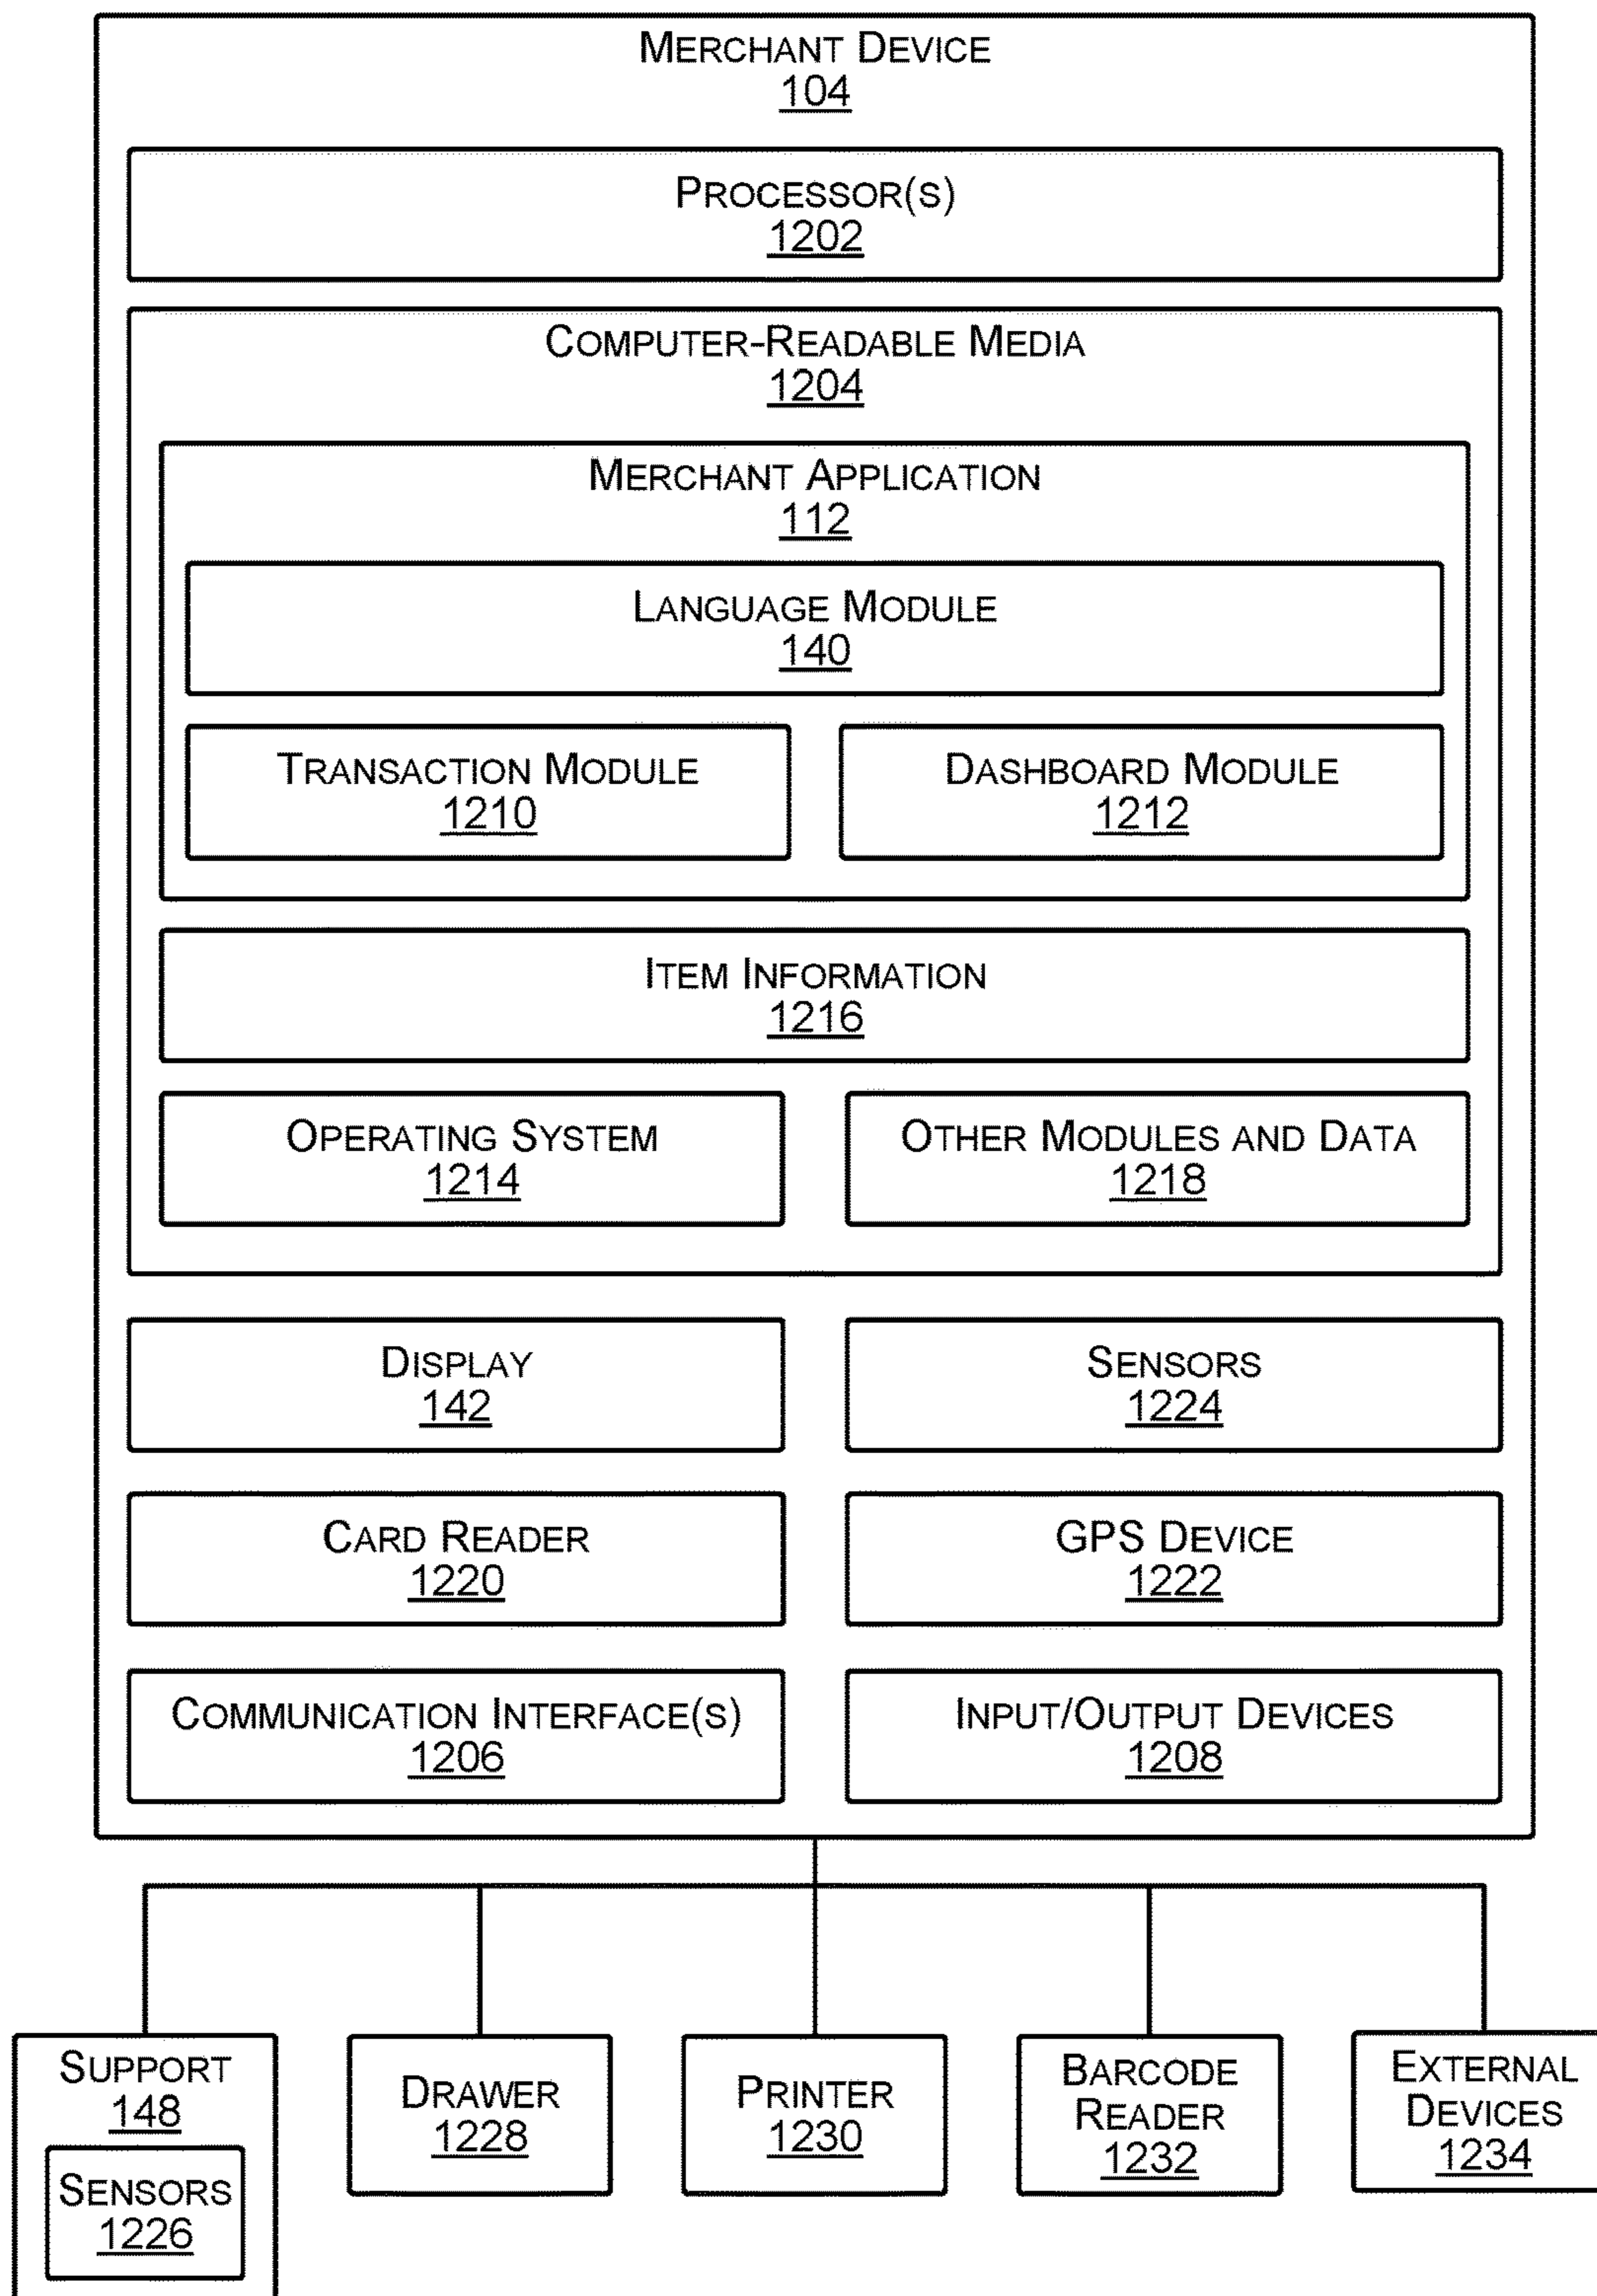 MERCHANT DEVICE
104
PROCESSOR(S)
1202
COMPUTER-READABLE MEDIA
1204
MERCHANT APPLICATION
112
LANGUAGE MODULE
140
TRANSACTION MODULE
1210
DASHBOARD MODULE
1212
ITEM INFORMATION
1216
OPERATING SYSTEM
1214
OTHER MODULES AND DATA
1218
DISPLAY
142
SENSORS
1224
CARD READER
1220
GPS DEVICE
1222
COMMUNICATION INTERFACE(S)
1206
INPUT/OUTPUT DEVICES
1208
SUPPORT
148
SENSORS
1226
DRAWER
1228
PRINTER
1230
BARCODE
READER
1232
EXTERNAL
DEVICES
1234